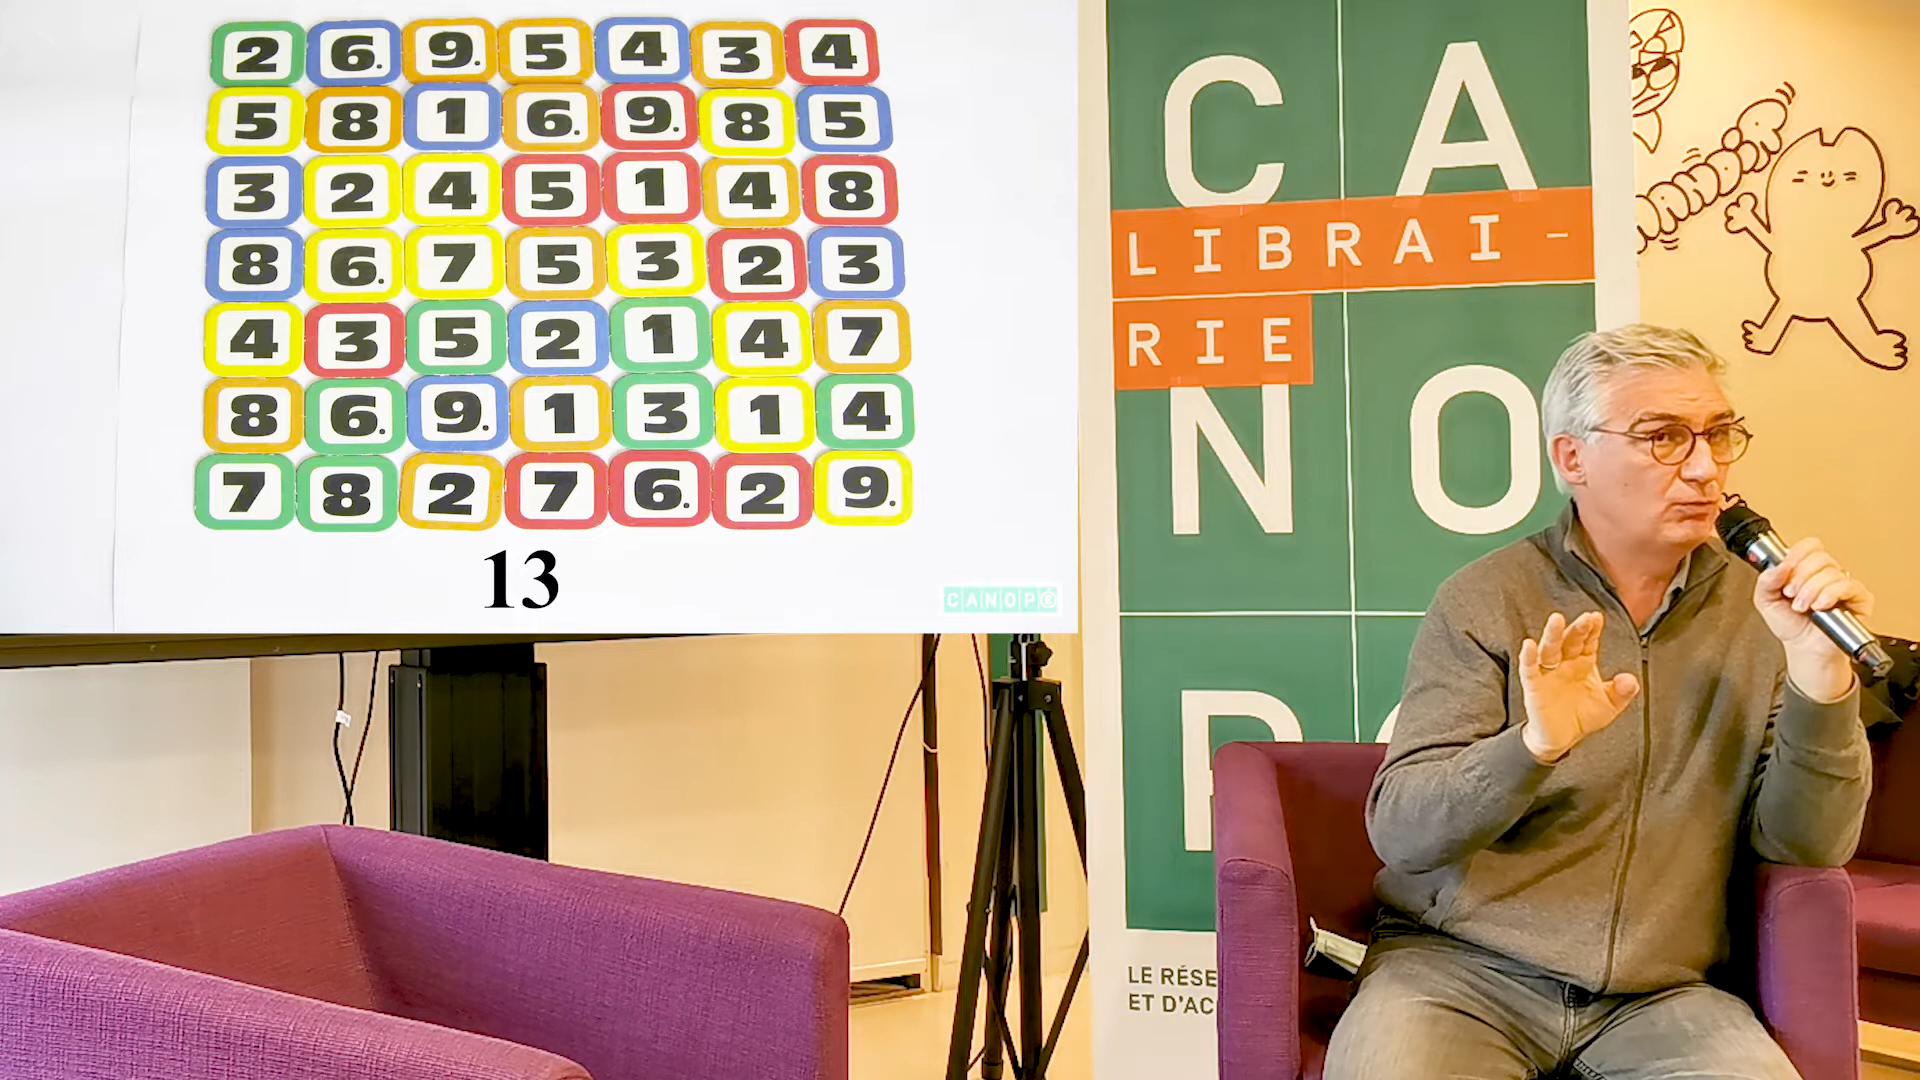 2 6. 9. 5 4 3 4
5 8 1 6. 9. 8 5
3 2 4 5 1 4 8
8 6. 7 5 3 2 3
4 3 5 2 1 4 7
8 6. 9. 1 3 1 4
7 8 2 7 6. 2 9.
13
CANOPÉ
CA
LIBRAI-
RIE
NO
P
LE RÉSE
ET D'AC